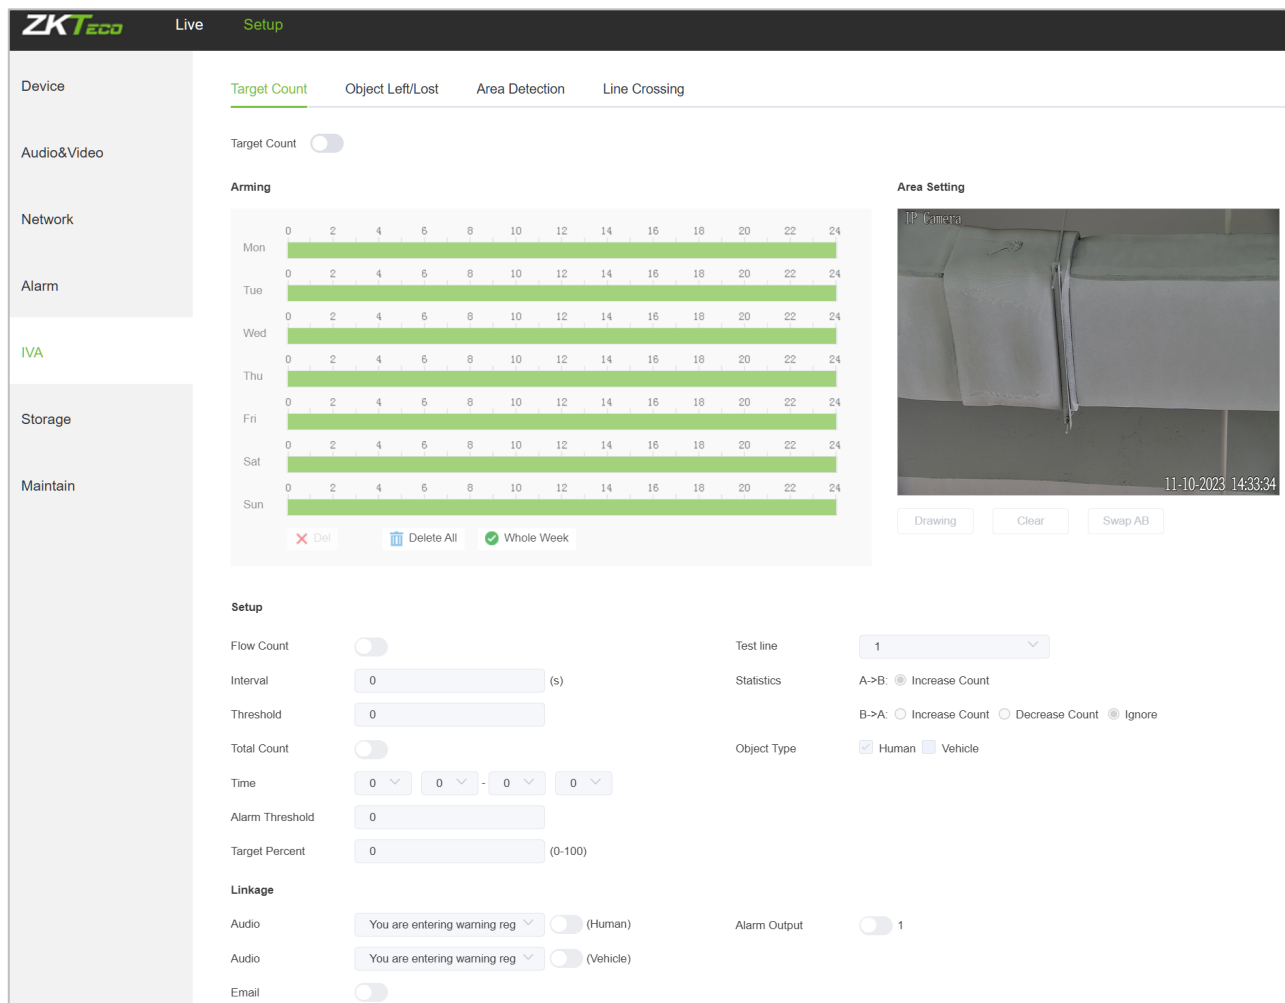 ZKTECO Live Setup
Device
Audio&Video
Network
Alarm
IVA
Storage
Maintain
Target Count Object Left/Lost Area Detection Line Crossing
Target Count
Arming
0 2 4 6 8 10 12 14 16 18 20 22 24
Mon
0 2 4 6 8 10 12 14 16 18 20 22 24
Tue
0 2 4 6 8 10 12 14 16 18 20 22 24
Wed
0 2 4 6 8 10 12 14 16 18 20 22 24
Thu
0 2 4 6 8 10 12 14 16 18 20 22 24
Fri
0 2 4 6 8 10 12 14 16 18 20 22 24
Sat
0 2 4 6 8 10 12 14 16 18 20 22 24
Sun
Del Delete All Whole Week
Area Setting
IP Camera
11-10-2023 14:33:34
Drawing Clear Swap AB
Setup
Flow Count
Interval 0 (s)
Threshold 0
Total Count
Time 0 0 - 0 0
Alarm Threshold 0
Target Percent 0 (0-100)
Test line 1
Statistics A->B: Increase Count
B->A: Increase Count Decrease Count Ignore
Object Type Human Vehicle
Linkage
Audio You are entering warning reg (Human)
Audio You are entering warning reg (Vehicle)
Email
Alarm Output 1